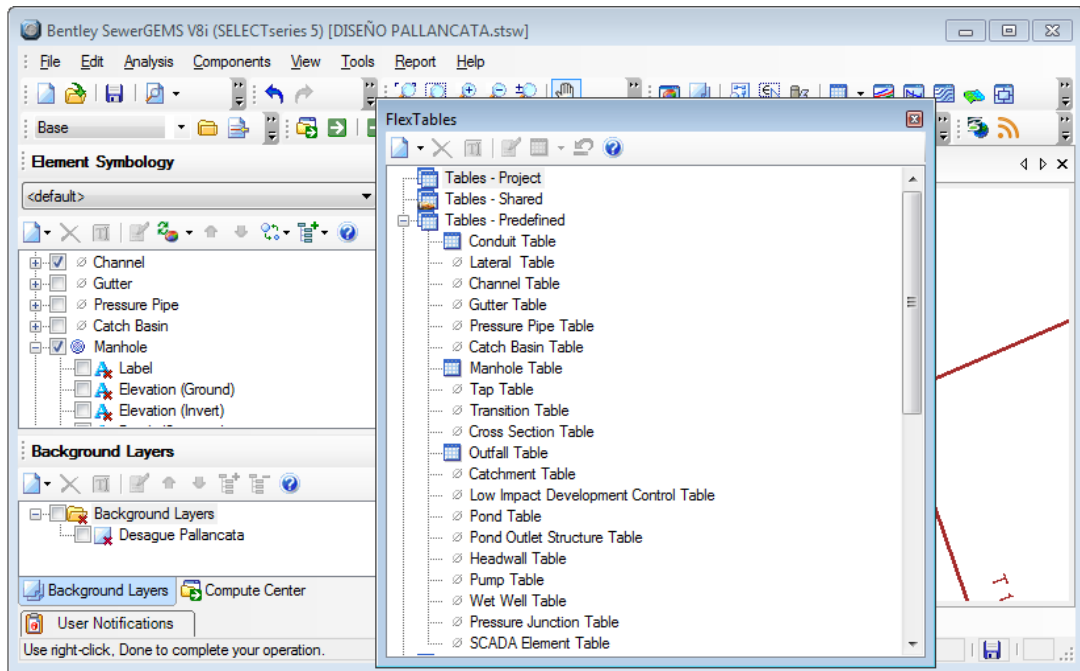 Bentley SewerGEMS V8i (SELECTseries 5) [DISEÑO PALLANCATA.stsw]
File Edit Analysis Components View Tools Report Help
Base
Element Symbology
<default>
Channel
Gutter
Pressure Pipe
Catch Basin
Manhole
Label
Elevation (Ground)
Elevation (Invert)
Background Layers
Background Layers
Desague Pallancata
Background Layers Compute Center
User Notifications
Use right-click, Done to complete your operation.
FlexTables
Tables - Project
Tables - Shared
Tables - Predefined
Conduit Table
Lateral Table
Channel Table
Gutter Table
Pressure Pipe Table
Catch Basin Table
Manhole Table
Tap Table
Transition Table
Cross Section Table
Outfall Table
Catchment Table
Low Impact Development Control Table
Pond Table
Pond Outlet Structure Table
Headwall Table
Pump Table
Wet Well Table
Pressure Junction Table
SCADA Element Table